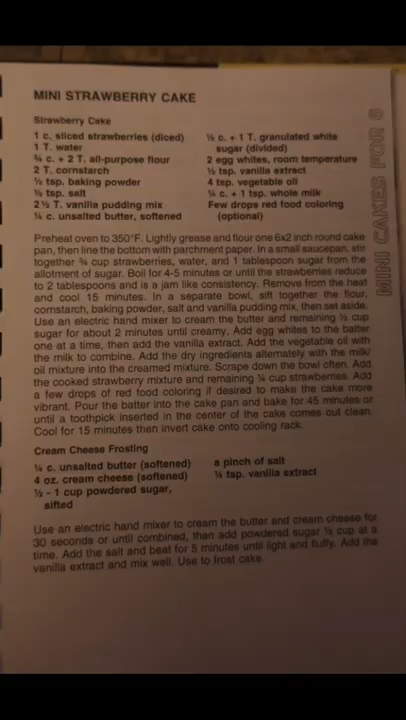 MINI STRAWBERRY CAKE
Strawberry Cake
1 c. sliced strawberries (diced)
1 T. water
¾ c. + 2 T. all-purpose flour
2 T. cornstarch
½ tsp. baking powder
tsp. salt
2 ½ T. vanilla pudding mix
¼ c. unsalted butter, softened
½ c. + 1 T. granulated white
sugar (divided)
2 egg whites, room temperature
½ tsp. vanilla extract
4 tsp. vegetable oil
¼ c. + 1 tsp. whole milk
Few drops red food coloring
(optional)
Preheat oven to 350°F. Lightly grease and flour one 6x2 inch round cake
pan, then line the bottom with parchment paper. In a small saucepan, stir
together ¾ cup strawberries, water, and 1 tablespoon sugar from the
allotment of sugar. Boil for 4-5 minutes or until the strawberries reduce
to 2 tablespoons and is a jam like consistency. Remove from the heat
and cool 15 minutes. In a separate bowl, sift together the flour,
cornstarch, baking powder, salt and vanilla pudding mix, then set aside.
Use an electric hand mixer to cream the butter and remaining ½ cup
sugar for about 2 minutes until creamy. Add egg whites to the batter
one at a time, then add the vanilla extract. Add the vegetable oil with
the milk to combine. Add the dry ingredients alternately with the milk/
oil mixture into the creamed mixture. Scrape down the bowl often. Add
the cooked strawberry mixture and remaining ¼ cup strawberries. Add
a few drops of red food coloring if desired to make the cake more
vibrant. Pour the batter into the cake pan and bake for 45 minutes or
until a toothpick inserted in the center of the cake comes out clean.
Cool for 15 minutes then invert cake onto cooling rack.
Cream Cheese Frosting
¼ c. unsalted butter (softened)
4 oz. cream cheese (softened)
½ - 1 cup powdered sugar,
sifted
a pinch of salt
tsp. vanilla extract
Use an electric hand mixer to cream the butter and cream cheese for
30 seconds or until combined, then add powdered sugar cup at a
time. Add the salt and beat for 5 minutes until light and fluffy. Add the
vanilla extract and mix well. Use to frost cake.
MINI CAKES FOR 6